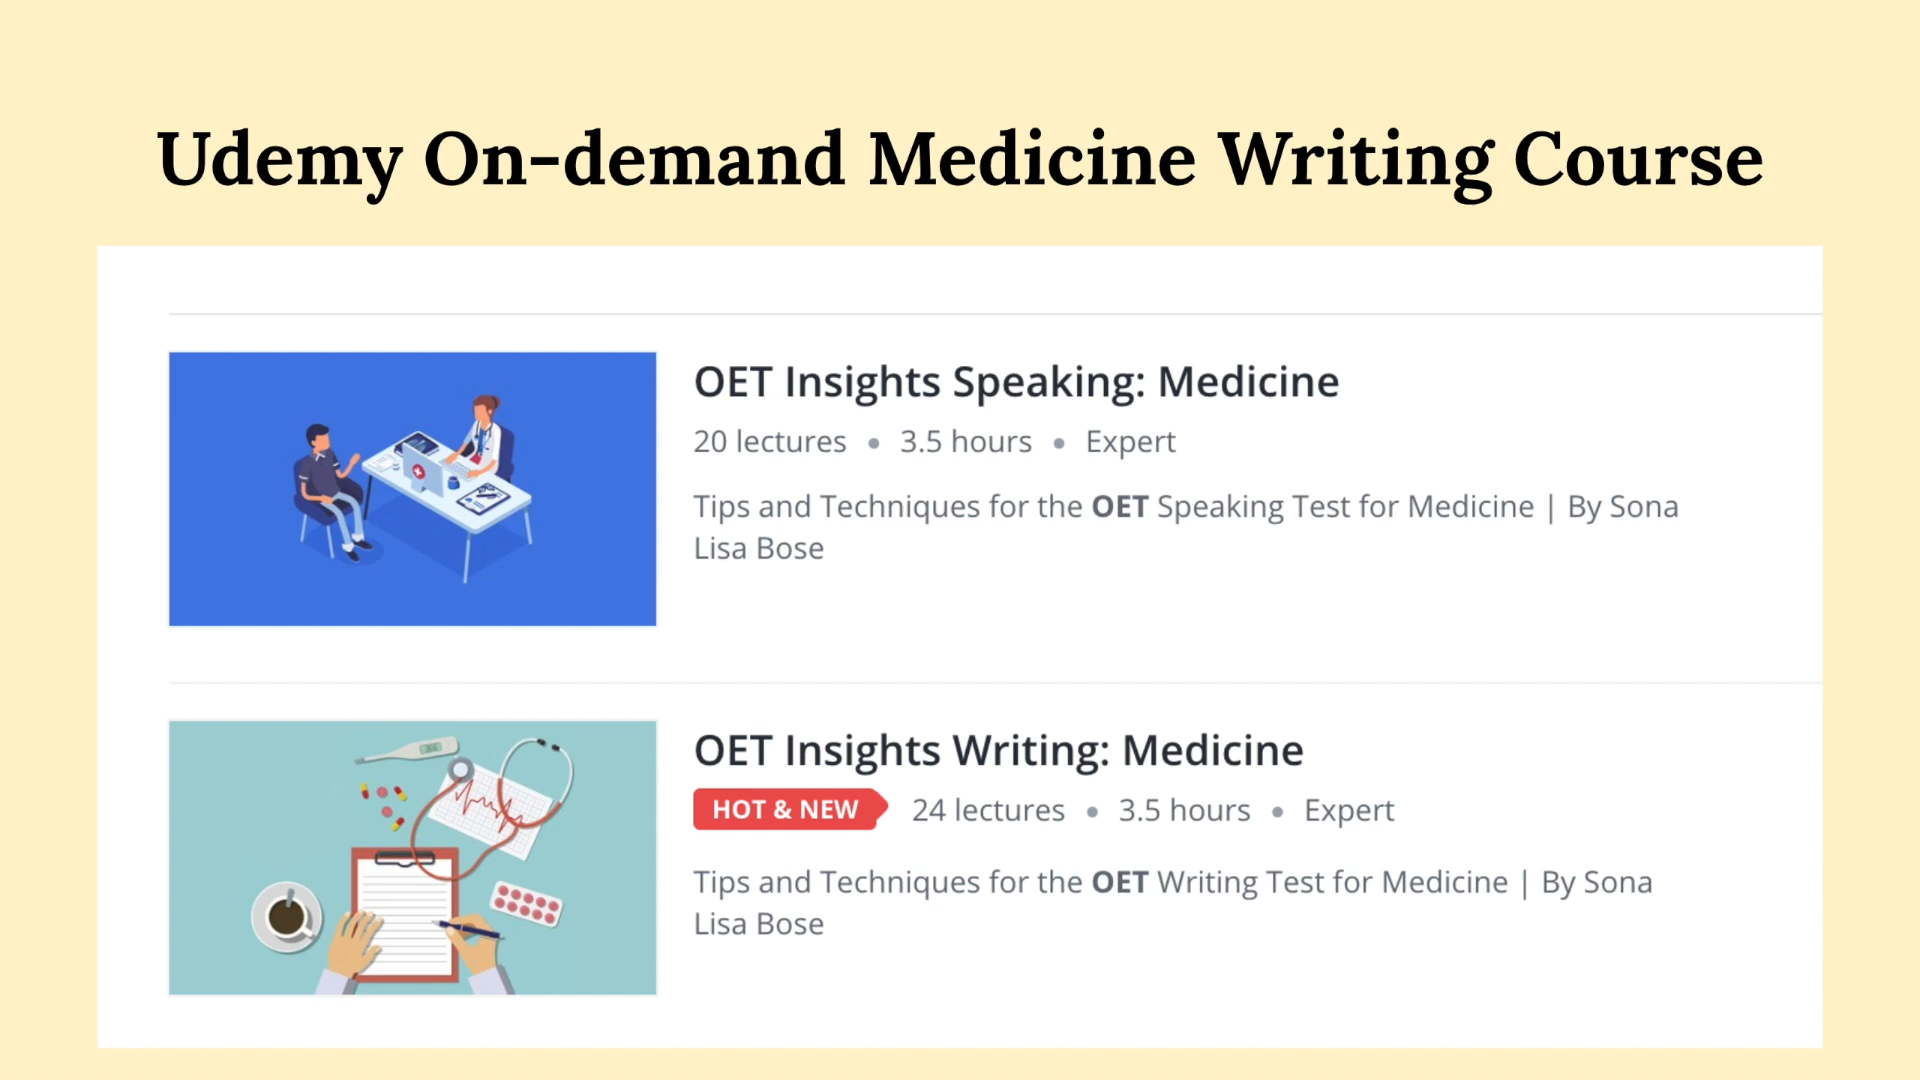 Udemy On-demand Medicine Writing Course
OET Insights Speaking: Medicine
20 lectures • 3.5 hours • Expert
Tips and Techniques for the OET Speaking Test for Medicine | By Sona
Lisa Bose
OET Insights Writing: Medicine
HOT & NEW 24 lectures • 3.5 hours • Expert
Tips and Techniques for the OET Writing Test for Medicine | By Sona
Lisa Bose